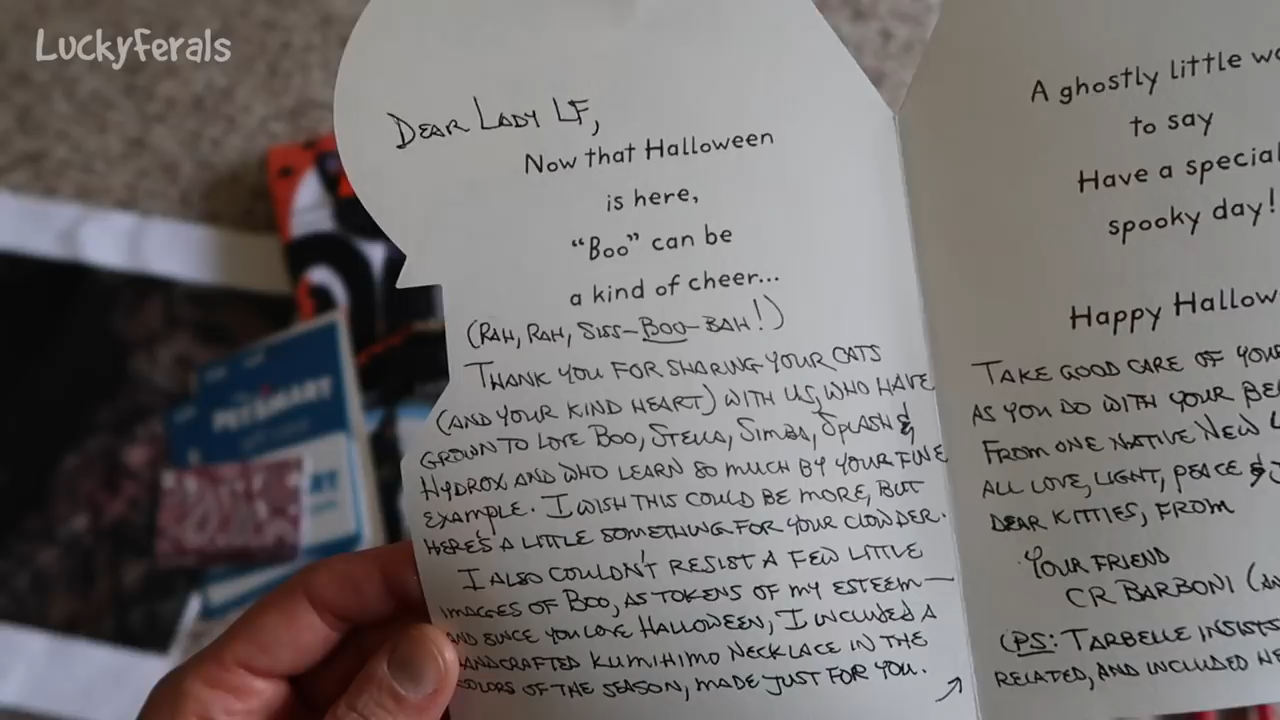 LuckyFerals
DEAR LADY LF,
Now that Halloween
is here,
“Boo” can be
a kind of cheer...
(RAH, RAH, SISS-BOO-BAH!)
THANK YOU FOR SHARING YOUR CATS
(AND YOUR KIND HEART) WITH US, WHO HAVE
GROWN TO LOVE BOO, STELLA, SIMBA, SPLASH &
HYDROX AND WHO LEARN SO MUCH BY YOUR FINE
EXAMPLE. I WISH THIS COULD BE MORE, BUT
HERE'S A LITTLE SOMETHING FOR YOUR CLOWDER.
I ALSO COULDN'T RESIST A FEW LITTLE
IMAGES OF BOO, AS TOKENS OF MY ESTEEM—
AND SINCE YOU LOVE HALLOWEEN, I INCLUDED A
HANDCRAFTED KUMIHIMO NECKLACE IN THE
COLORS OF THE SEASON, MADE JUST FOR YOU.
A ghostly little
to say
Have a special
spooky day!
Happy Hallow
TAKE GOOD CARE OF YOUR
AS YOU DO WITH YOUR BE
FROM ONE NATIVE NEW
ALL LOVE, LIGHT, PEACE &
DEAR KITTIES, FROM
YOUR FRIEND
CR BARBONI
(PS: TARBELLE INSISTS
RELATED, AND INCLUDED
PETSMART